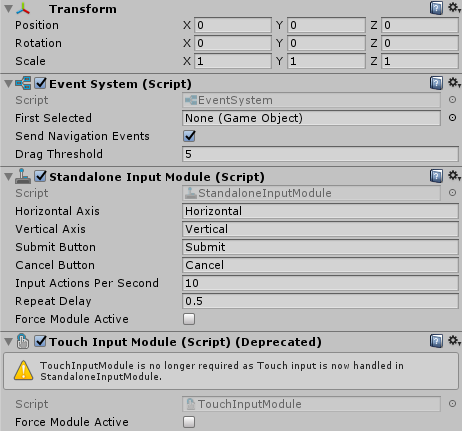 Transform
Position X 0 Y 0 Z 0
Rotation X 0 Y 0 Z 0
Scale X 1 Y 1 Z 1
Event System (Script)
Script EventSystem
First Selected None (Game Object)
Send Navigation Events
Drag Threshold 5
Standalone Input Module (Script)
Script StandaloneInputModule
Horizontal Axis Horizontal
Vertical Axis Vertical
Submit Button Submit
Cancel Button Cancel
Input Actions Per Second 10
Repeat Delay 0.5
Force Module Active
Touch Input Module (Script) (Deprecated)
TouchInputModule is no longer required as Touch input is now handled in
StandaloneInputModule.
Script TouchInputModule
Force Module Active